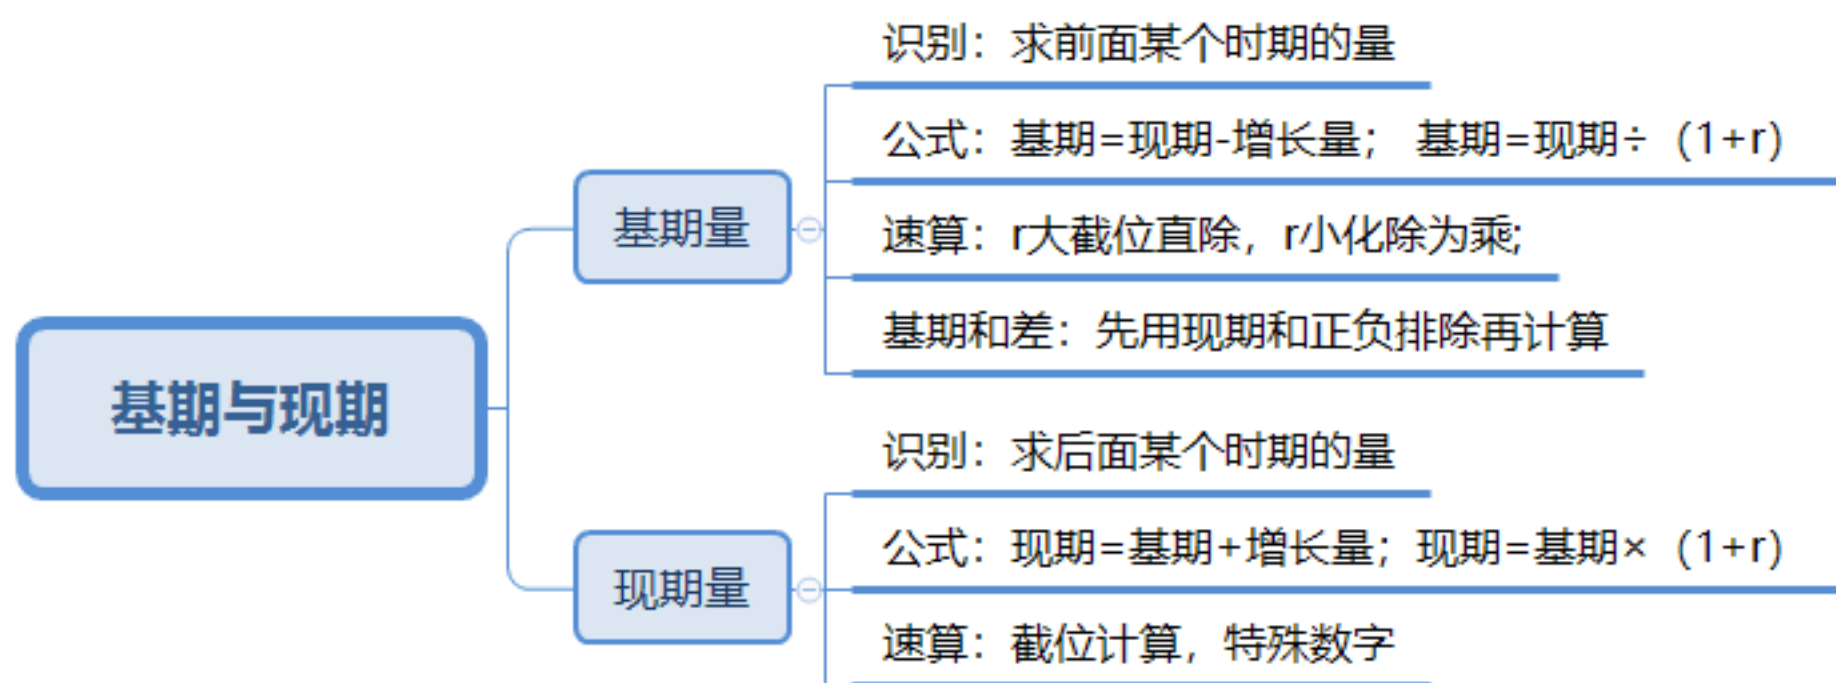 基期与现期
基期量
识别：求前面某个时期的量
公式：基期=现期-增长量； 基期=现期÷（1+r）
速算：r大截位直除，r小化除为乘;
基期和差：先用现期和正负排除再计算
现期量
识别：求后面某个时期的量
公式：现期=基期+增长量；现期=基期×（1+r）
速算：截位计算，特殊数字